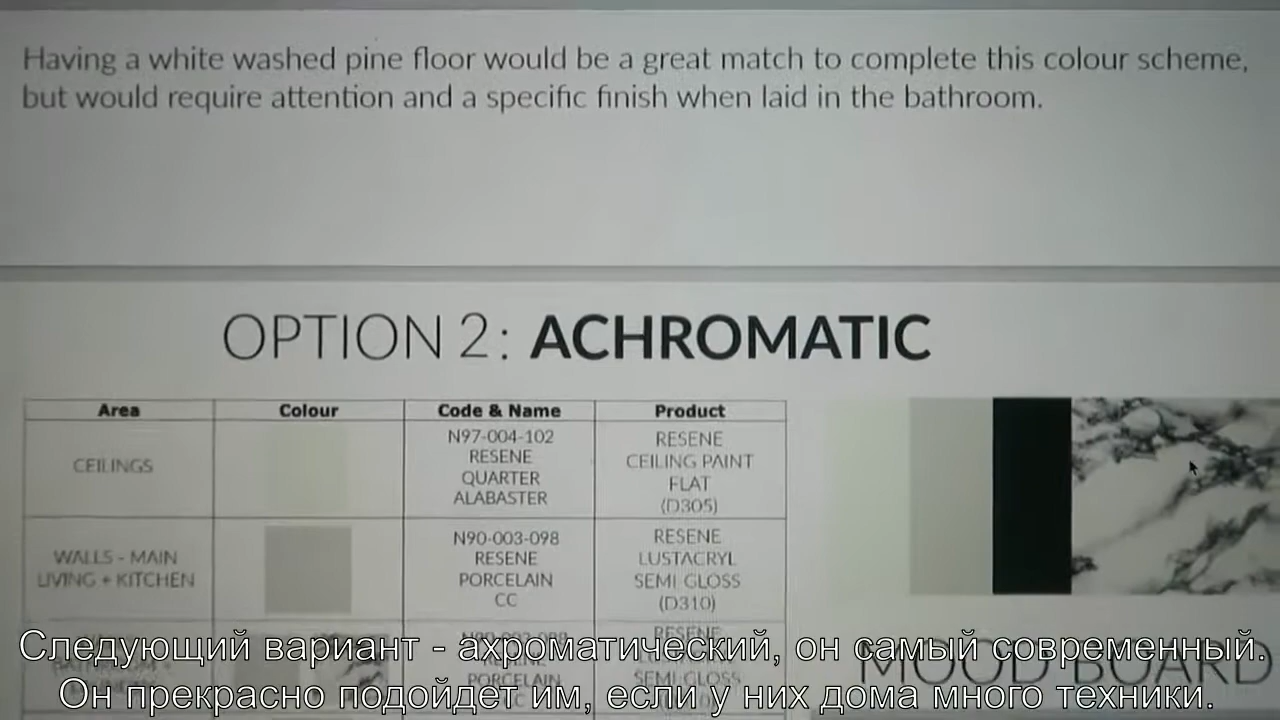 Having a white washed pine floor would be a great match to complete this colour scheme,
but would require attention and a specific finish when laid in the bathroom.
OPTION 2: ACHROMATIC
Area Colour Code & Name Product
CEILINGS
N97-004-102
RESENE
QUARTER
ALABASTER
RESENE
CEILING PAINT
FLAT
(D305)
WALLS - MAIN
LIVING + KITCHEN
N90-003-098
RESENE
PORCELAIN
CC
RESENE
LUSTACRYL
SEMI GLOSS
(D310)
PORCELAIN
RESENE
SEMI GLOSS
MOOD BOARD
Следующий вариант - ахроматический, он самый современный.
Он прекрасно подойдет им, если у них дома много техники.